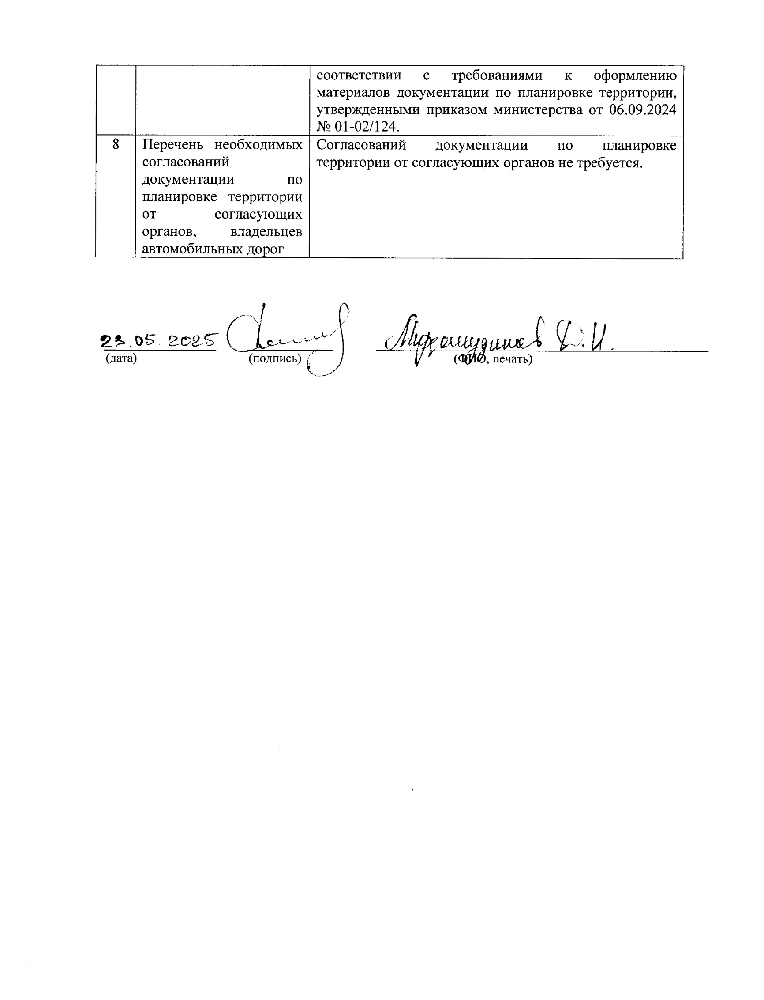 соответствии с требованиями к оформлению
материалов документации по планировке территории,
утвержденными приказом министерства от 06.09.2024
№ 01-02/124.
8 Перечень необходимых Согласований документации по планировке
согласований территории от согласующих органов не требуется.
документации по
планировке территории
от согласующих
органов, владельцев
автомобильных дорог
23.05.2025 Мифташудинов Д.И.
(дата) (подпись) (ФИО, печать)